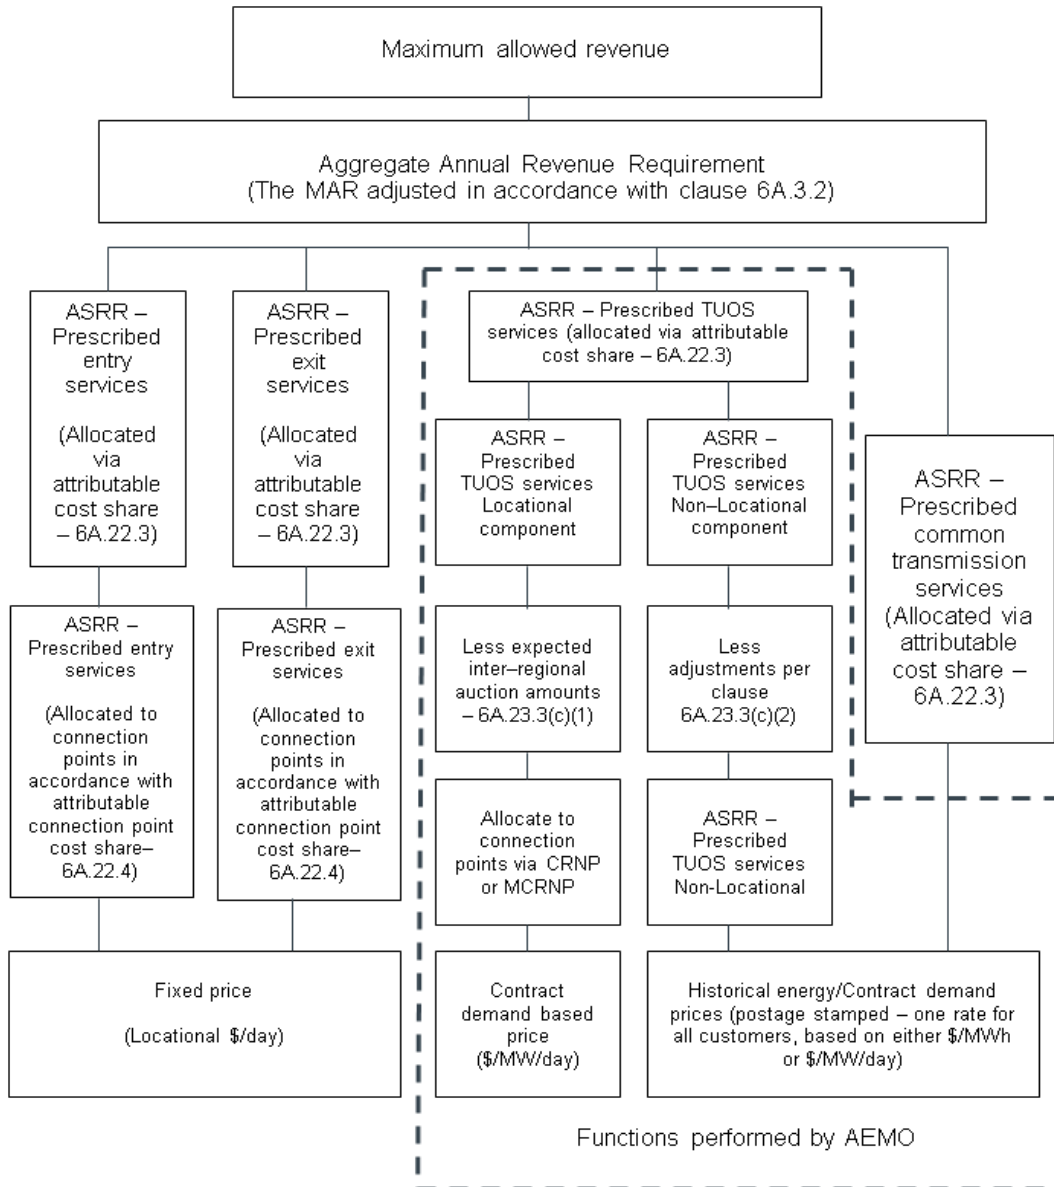 Maximum allowed revenue
Aggregate Annual Revenue Requirement
(The MAR adjusted in accordance with clause 6A.3.2)
ASRR –
Prescribed
entry
services
(Allocated
via
attributable
cost share
– 6A.22.3)
ASRR –
Prescribed
exit
services
(Allocated
via
attributable
cost share
– 6A.22.3)
ASRR – Prescribed TUOS
services (allocated via attributable
cost share – 6A.22.3)
ASRR –
Prescribed
TUOS services
Locational
component
ASRR –
Prescribed
TUOS services
Non–Locational
component
ASRR –
Prescribed
common
transmission
services
(Allocated via
attributable
cost share –
6A.22.3)
ASRR –
Prescribed entry
services
(Allocated to
connection
points in
accordance with
attributable
connection point
cost share–
6A.22.4)
ASRR –
Prescribed exit
services
(Allocated to
connection
points in
accordance with
attributable
connection point
cost share–
6A.22.4)
Less expected
inter–regional
auction amounts
– 6A.23.3(c)(1)
Less
adjustments per
clause
6A.23.3(c)(2)
Allocate to
connection
points via CRNP
or MCRNP
ASRR –
Prescribed
TUOS services
Non-Locational
Fixed price
(Locational $/day)
Contract
demand based
price
($/MW/day)
Historical energy/Contract demand
prices (postage stamped – one rate for
all customers, based on either $/MWh
or $/MW/day)
Functions performed by AEMO